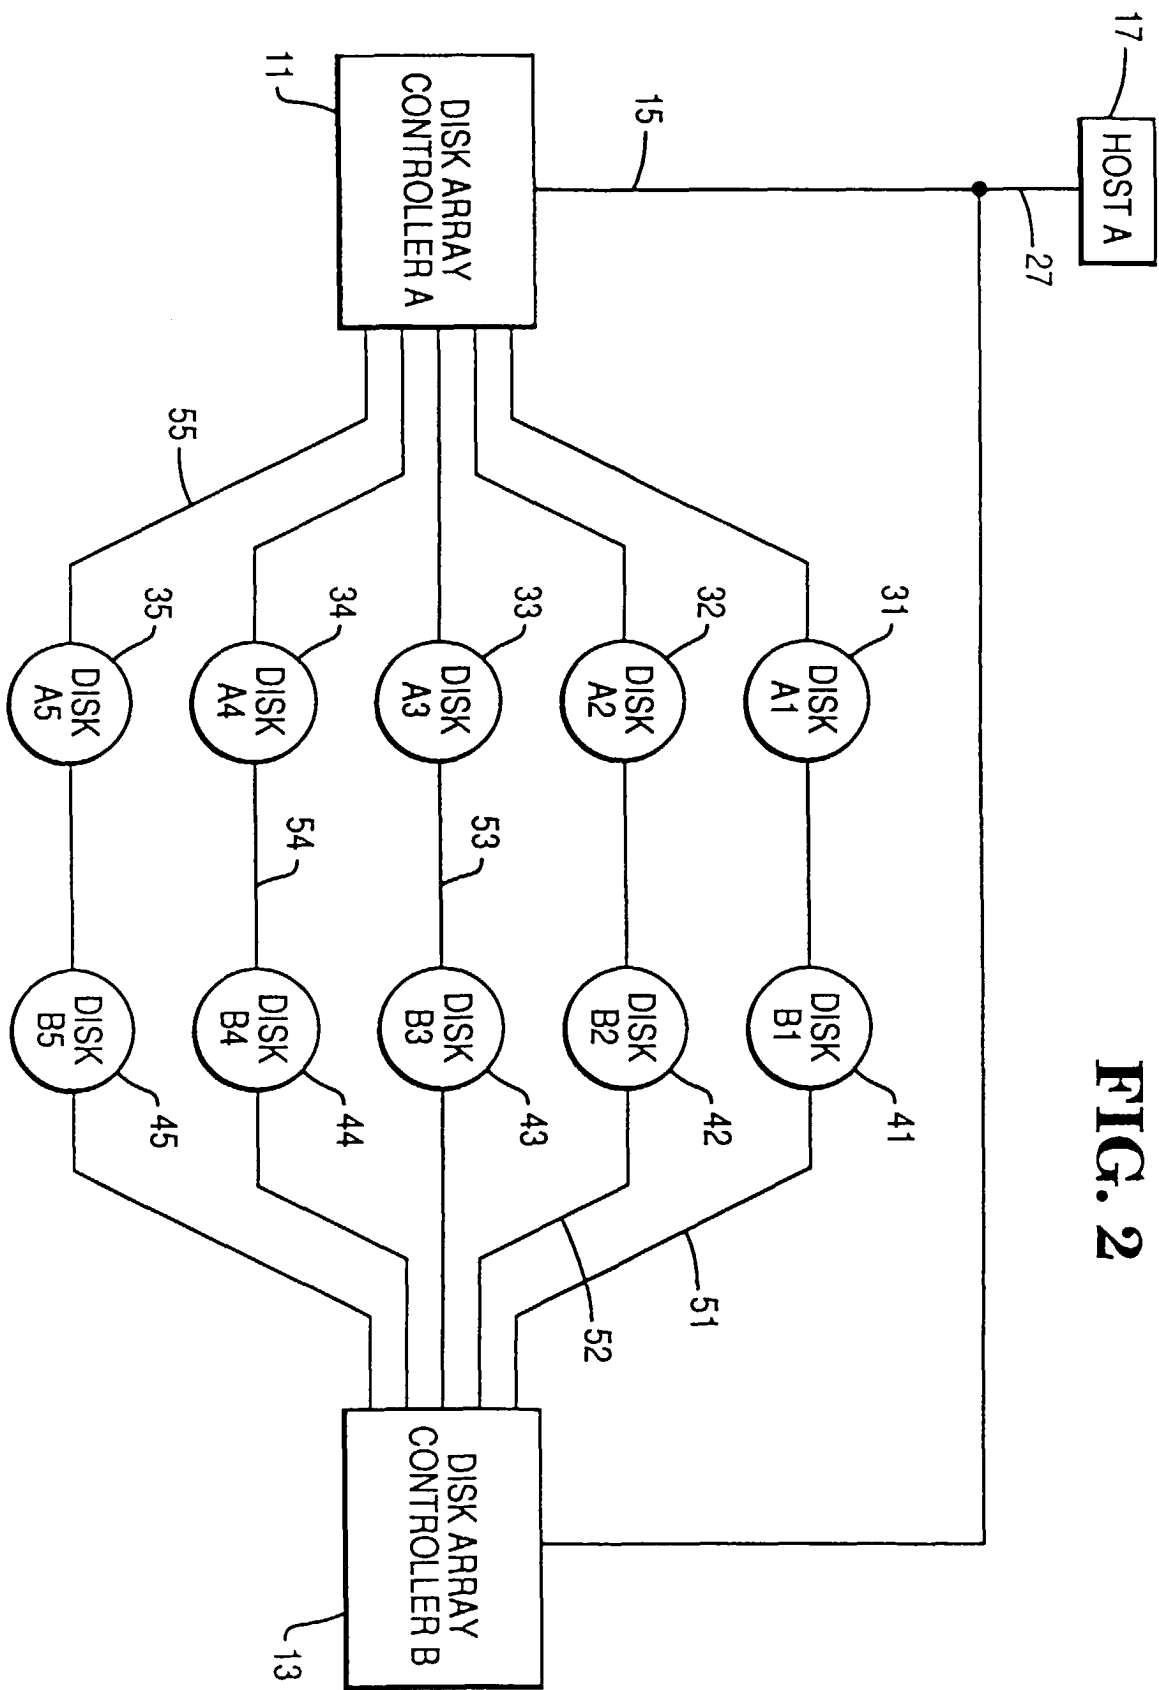 FIG. 2
17
HOST A
27
15
11
DISK ARRAY
CONTROLLER A
31
DISK
A1
DISK
B1
41
51
32
DISK
A2
DISK
B2
42
52
33
DISK
A3
53
DISK
B3
43
34
DISK
A4
54
DISK
B4
44
55
35
DISK
A5
DISK
B5
45
DISK ARRAY
CONTROLLER B
13